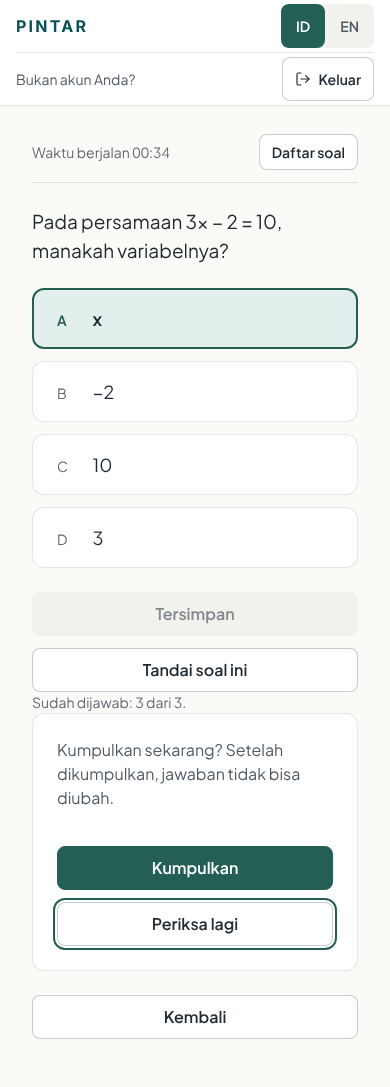 PINTAR
ID
EN
Bukan akun Anda?
Keluar
Waktu berjalan 00:34
Daftar soal
Pada persamaan 3× − 2 = 10,
manakah variabelnya?
A x
B −2
C 10
D 3
Tersimpan
Tandai soal ini
Sudah dijawab: 3 dari 3.
Kumpulkan sekarang? Setelah
dikumpulkan, jawaban tidak bisa
diubah.
Kumpulkan
Periksa lagi
Kembali